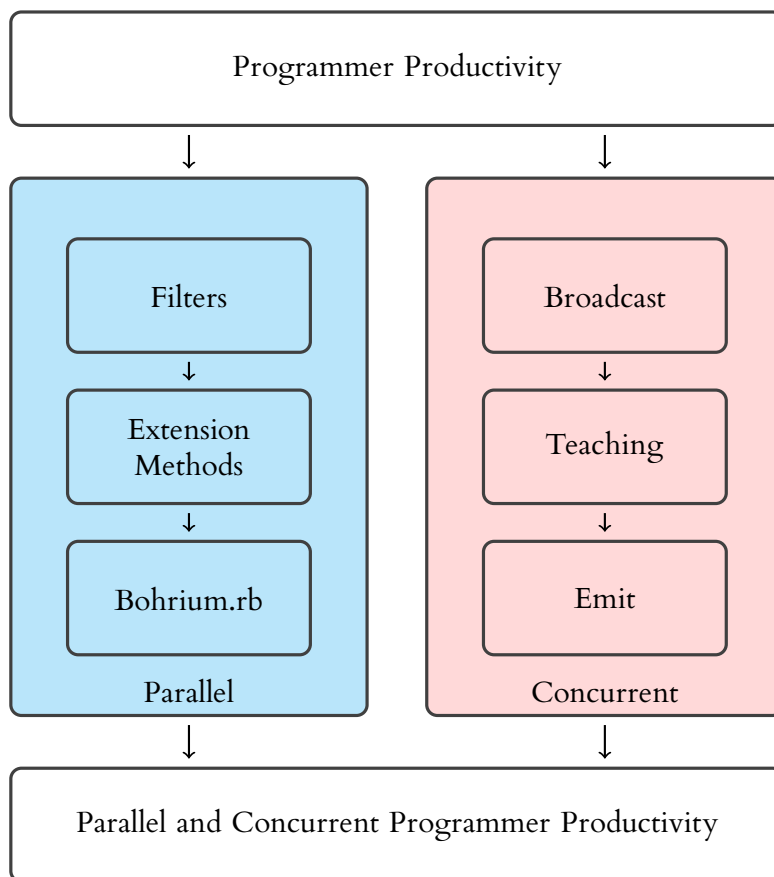 Programmer Productivity
Filters
Extension
Methods
Bohrium.rb
Parallel
Broadcast
Teaching
Emit
Concurrent
Parallel and Concurrent Programmer Productivity